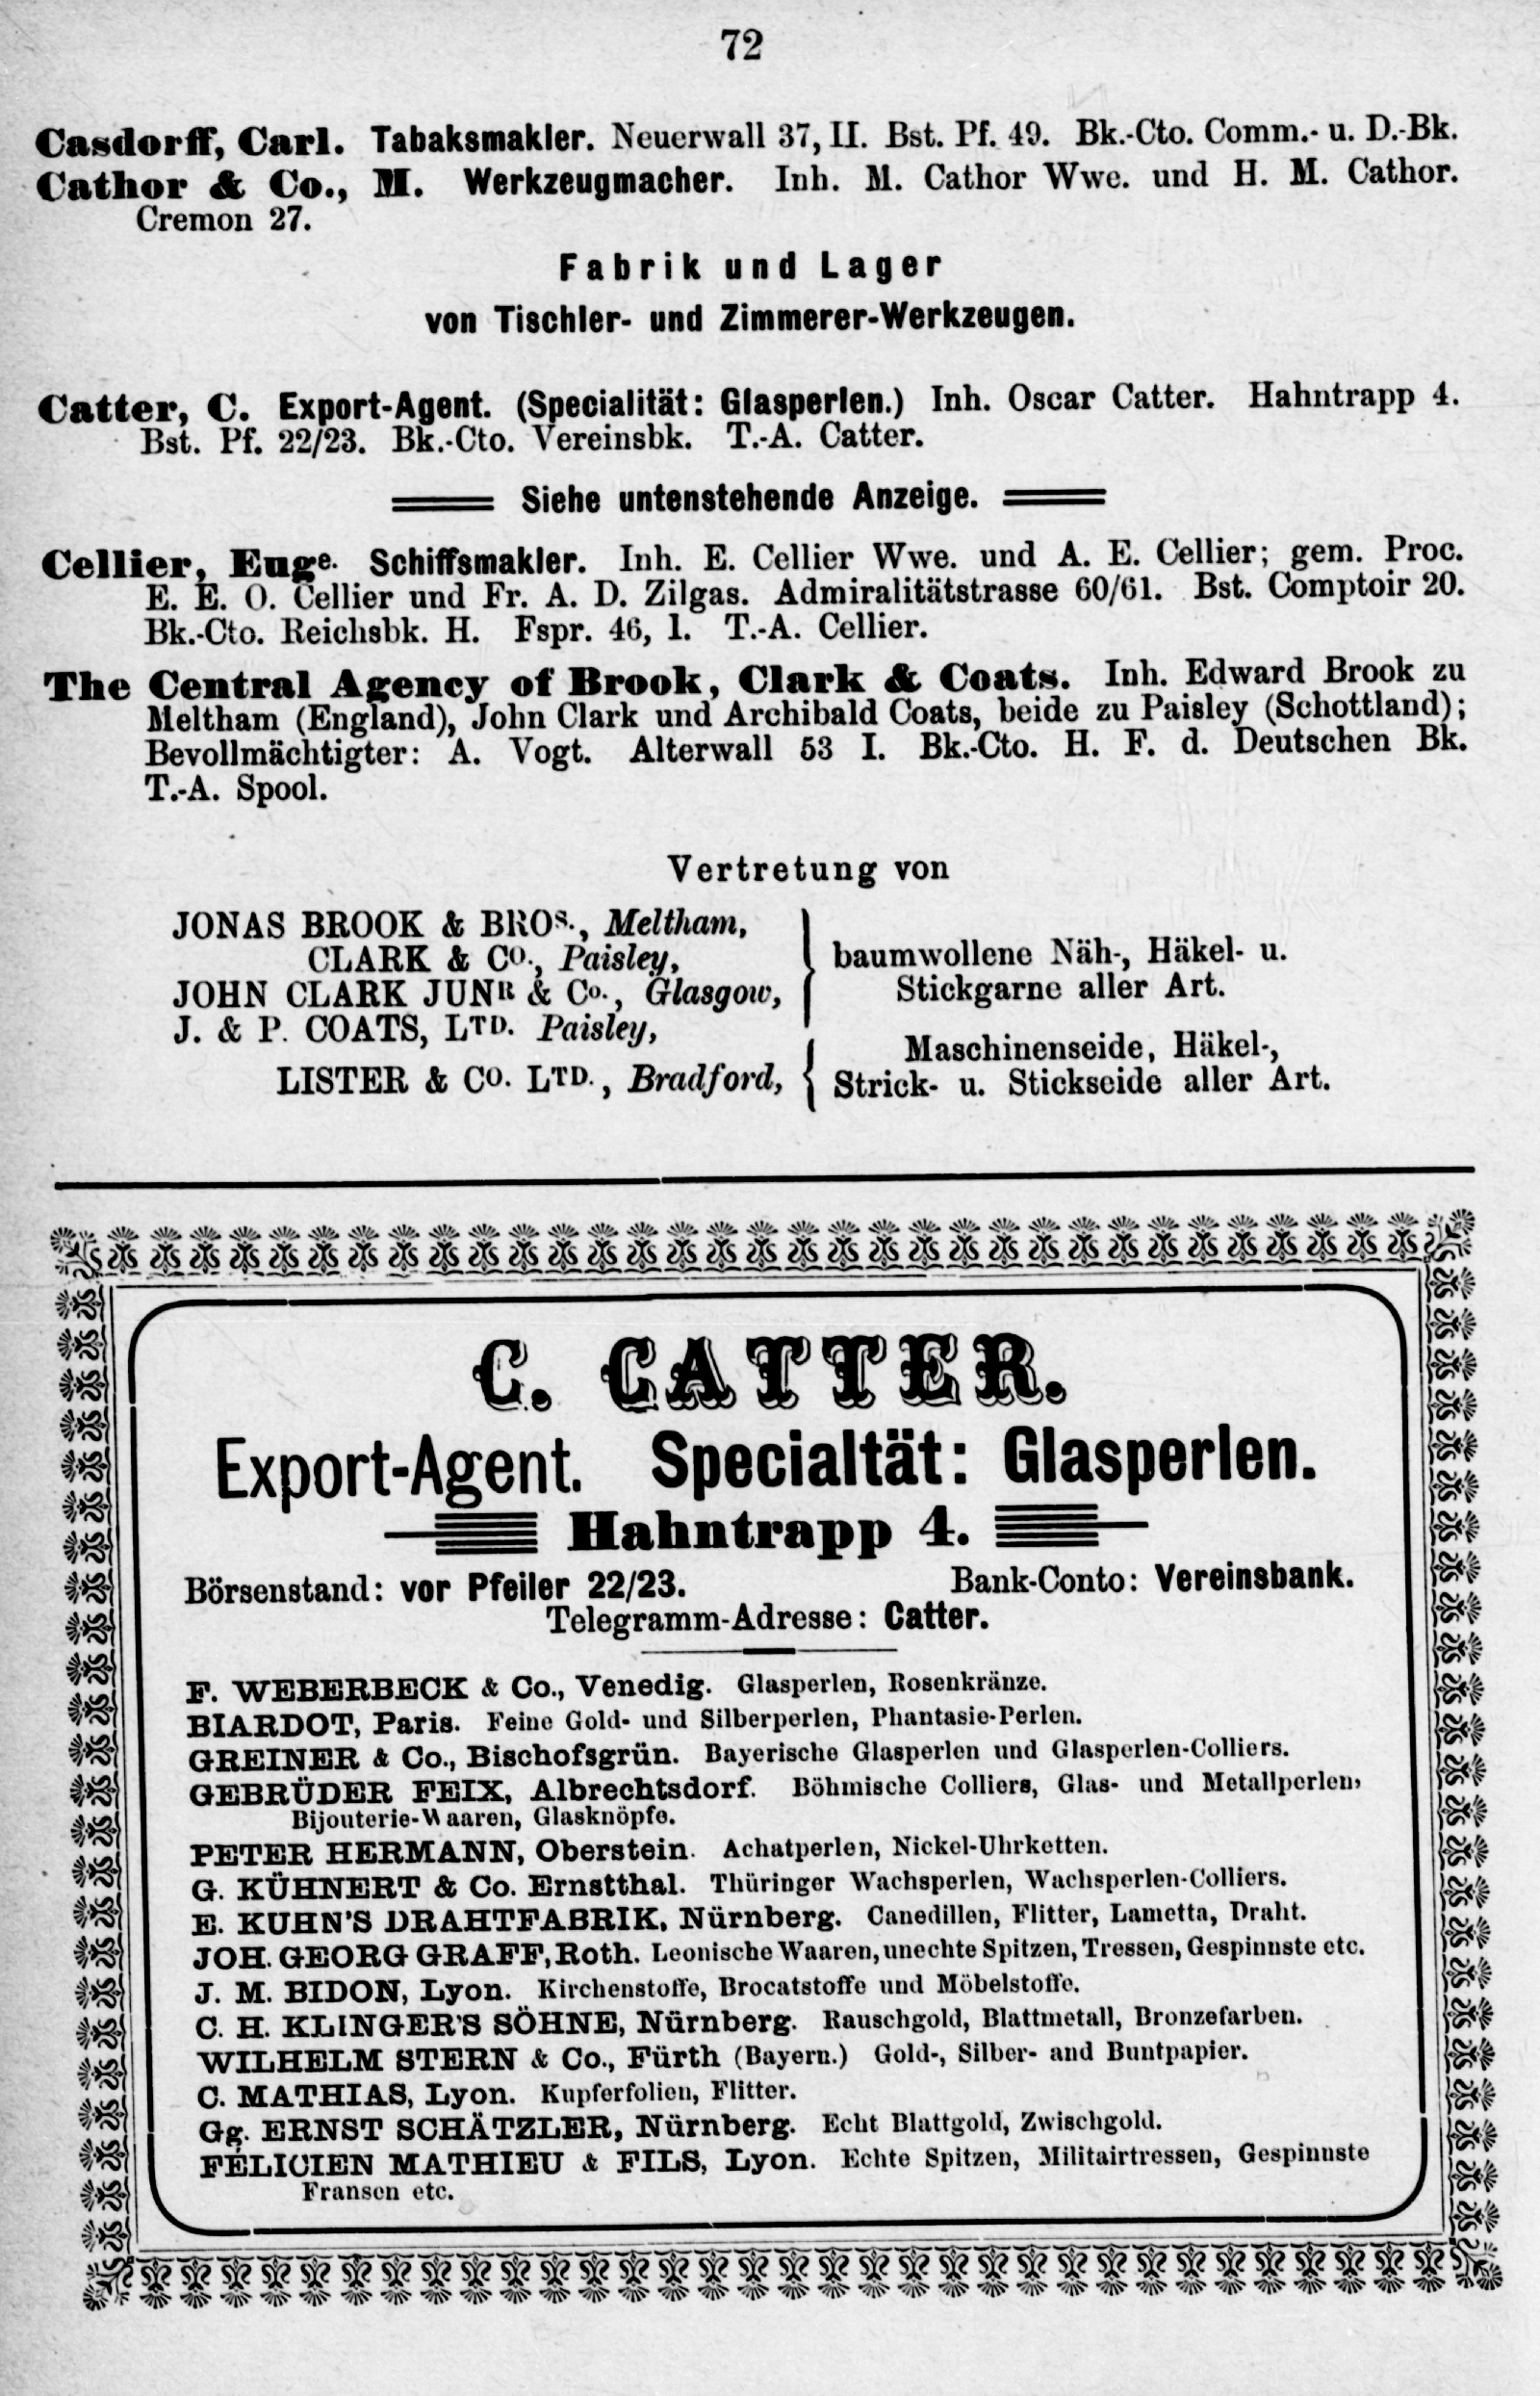 72
Casdorff, Carl. Tabaksmakler. Neuerwall 37, II. Bst. Pf. 49. Bk.-Cto. Comm.- u. D.-Bk.
Cathor & Co., M. Werkzeugmacher. Inh. M. Cathor Wwe. und H. M. Cathor.
Cremon 27.
Fabrik und Lager
von Tischler- und Zimmerer-Werkzeugen.
Catter, C. Export-Agent. (Specialität: Glasperlen.) Inh. Oscar Catter. Hahntrapp 4.
Bst. Pf. 22/23. Bk.-Cto. Vereinsbk. T.-A. Catter.
Siehe untenstehende Anzeige.
Cellier, Euge. Schiffsmakler. Inh. E. Cellier Wwe. und A. E. Cellier; gem. Proc.
E. E. O. Cellier und Fr. A. D. Zilgas. Admiralitätstrasse 60/61. Bst. Comptoir 20.
Bk.-Cto. Reichsbk. H. Fspr. 46, 1. T.-A. Cellier.
The Central Agency of Brook, Clark & Coats. Inh. Edward Brook zu
Meltham (England), John Clark und Archibald Coats, beide zu Paisley (Schottland);
Bevollmächtigter: A. Vogt. Alterwall 53 I. Bk.-Cto. H. F. d. Deutschen Bk.
T.-A. Spool.
Vertretung von
JONAS BROOK & BROS., Meltham,
CLARK & CO., Paisley,
JOHN CLARK JUNR & Co., Glasgow,
J. & P. COATS, LTD. Paisley,
baumwollene Näh-, Häkel- u.
Stickgarne aller Art.
LISTER & CO. LTD., Bradford,
Maschinenseide, Häkel-,
Strick- u. Stickseide aller Art.
C. CATTER.
Export-Agent. Specialtät: Glasperlen.
Hahntrapp 4.
Börsenstand: vor Pfeiler 22/23. Bank-Conto: Vereinsbank.
Telegramm-Adresse: Catter.
F. WEBERBECK & Co., Venedig. Glasperlen, Rosenkränze.
BIARDOT, Paris. Feine Gold- und Silberperlen, Phantasie-Perlen.
GREINER & Co., Bischofsgrün. Bayerische Glasperlen und Glasperlen-Colliers.
GEBRÜDER FEIX, Albrechtsdorf. Böhmische Colliers, Glas- und Metallperlen,
Bijouterie-Waaren, Glasknöpfe.
PETER HERMANN, Oberstein. Achatperlen, Nickel-Uhrketten.
G. KÜHNERT & Co. Ernstthal. Thüringer Wachsperlen, Wachsperlen-Colliers.
E. KUHN'S DRAHTFABRIK, Nürnberg. Canedillen, Flitter, Lametta, Draht.
JOH. GEORG GRAFF, Roth. Leonische Waaren, unechte Spitzen, Tressen, Gespinnste etc.
J. M. BIDON, Lyon. Kirchenstoffe, Brocatstoffe und Möbelstoffe.
C. H. KLINGER'S SÖHNE, Nürnberg. Rauschgold, Blattmetall, Bronzefarben.
WILHELM STERN & Co., Fürth (Bayern.) Gold-, Silber- and Buntpapier.
C. MATHIAS, Lyon. Kupferfolien, Flitter.
Gg. ERNST SCHÄTZLER, Nürnberg. Echt Blattgold, Zwischgold.
FÉLICIEN MATHIEU & FILS, Lyon. Echte Spitzen, Militairtressen, Gespinnste
Fransen etc.